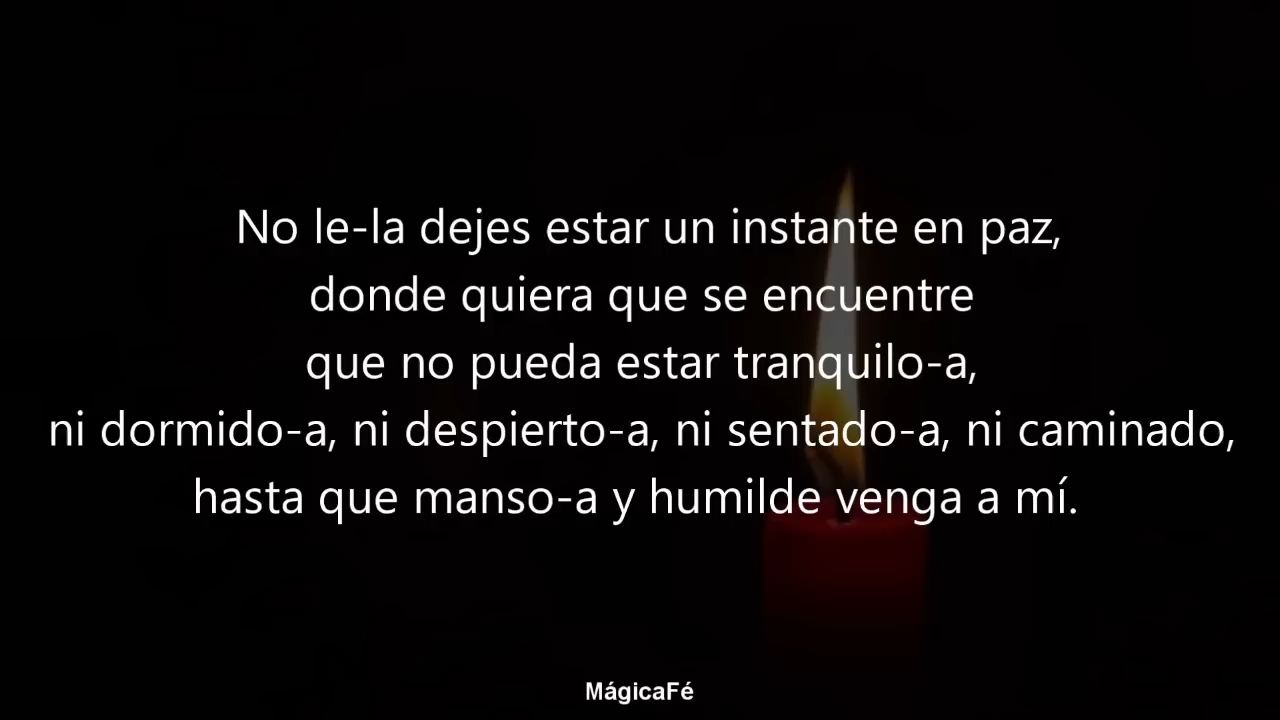 No le-la dejes estar un instante en paz,
donde quiera que se encuentre
que no pueda estar tranquilo-a,
ni dormido-a, ni despierto-a, ni sentado-a, ni caminado,
hasta que manso-a y humilde venga a mí.
MágicaFé